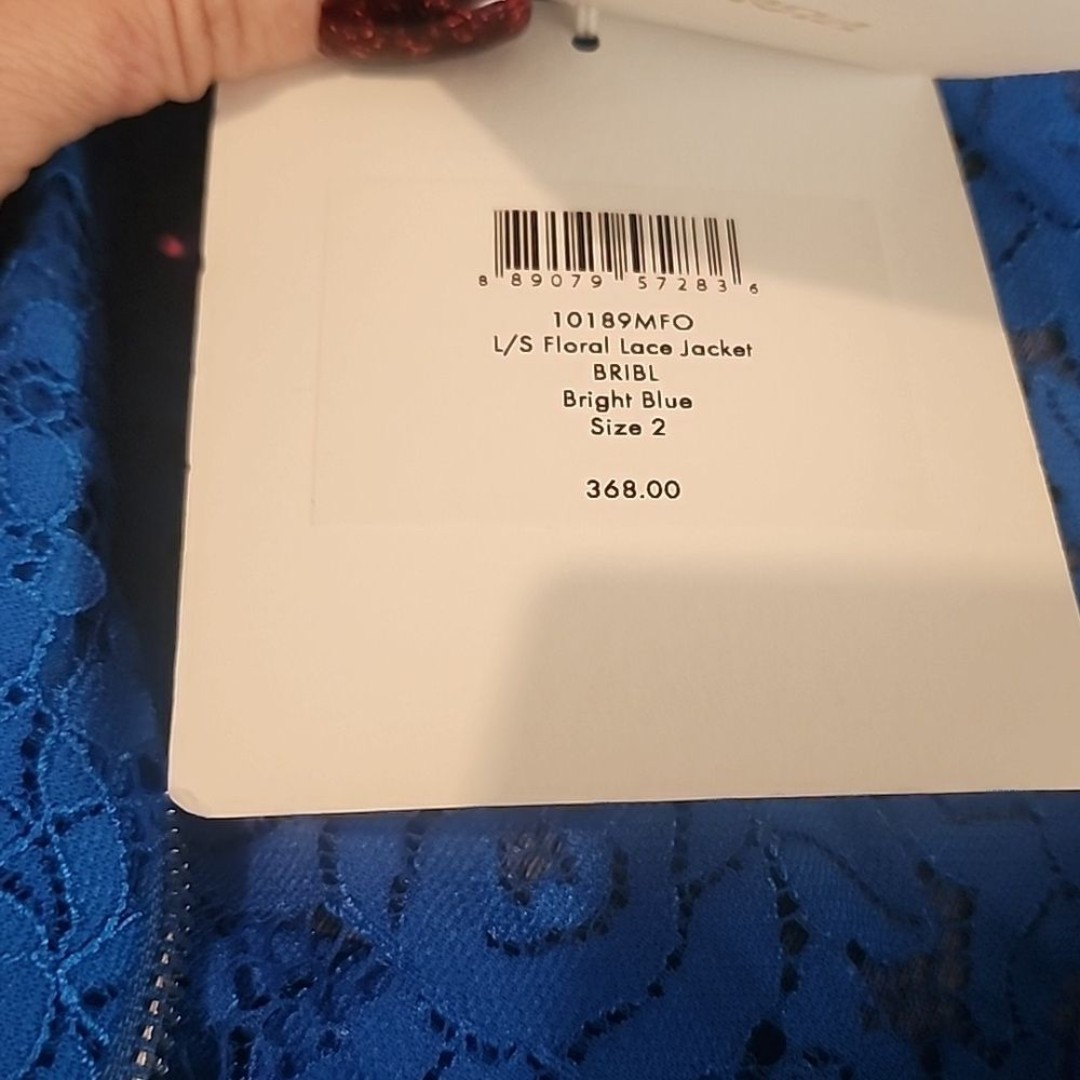 8 89079 57283 6
10189MFO
L/S Floral Lace Jacket
BRIBL
Bright Blue
Size 2
368.00